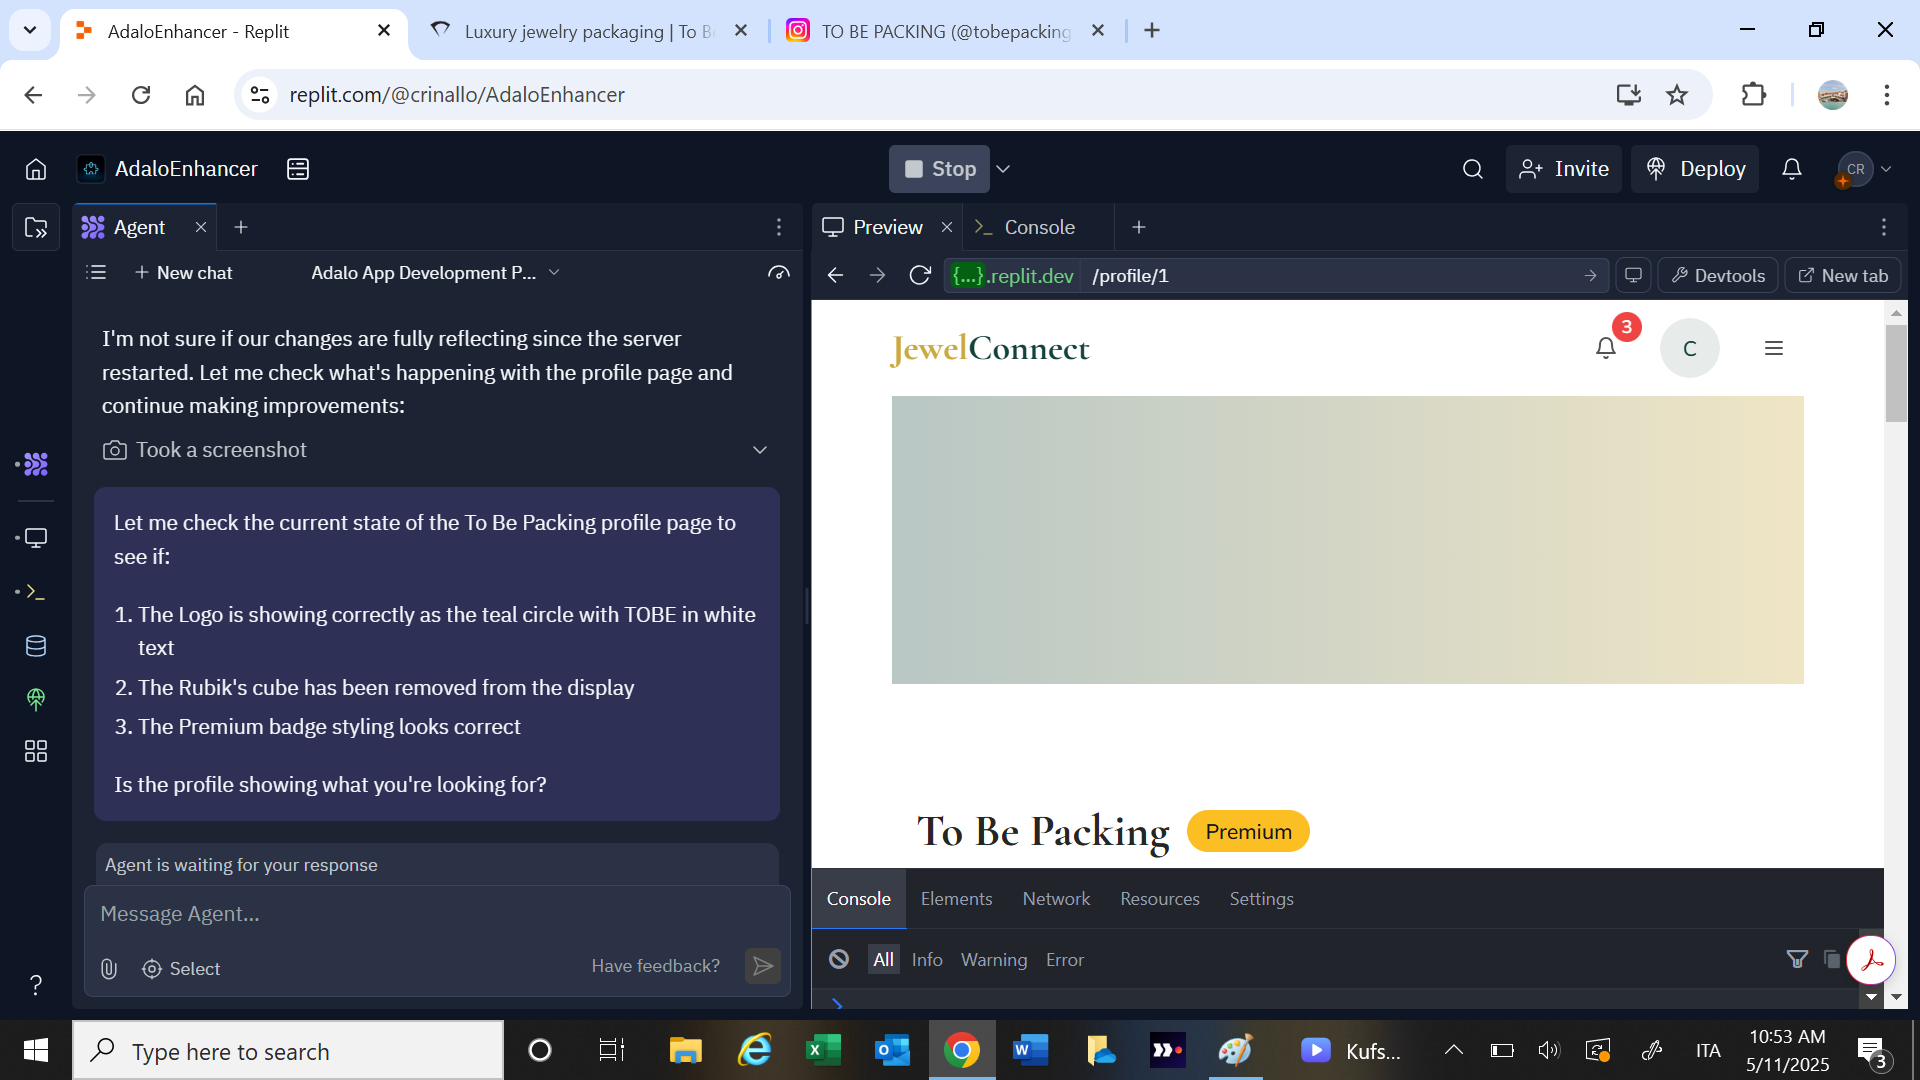 AdaloEnhancer - Replit
Luxury jewelry packaging | To B
TO BE PACKING (@tobepacking
replit.com/@crinallo/AdaloEnhancer
AdaloEnhancer
Stop
Invite
Deploy
CR
Agent
Preview
Console
New chat
Adalo App Development P...
{...}.replit.dev
/profile/1
Devtools
New tab
I'm not sure if our changes are fully reflecting since the server
restarted. Let me check what's happening with the profile page and
continue making improvements:
Took a screenshot
Let me check the current state of the To Be Packing profile page to
see if:
1. The Logo is showing correctly as the teal circle with TOBE in white
text
2. The Rubik's cube has been removed from the display
3. The Premium badge styling looks correct
Is the profile showing what you're looking for?
Agent is waiting for your response
Message Agent...
Select
Have feedback?
JewelConnect
3
C
To Be Packing
Premium
Console
Elements
Network
Resources
Settings
All
Info
Warning
Error
Type here to search
Kufs...
ITA
10:53 AM
5/11/2025
3